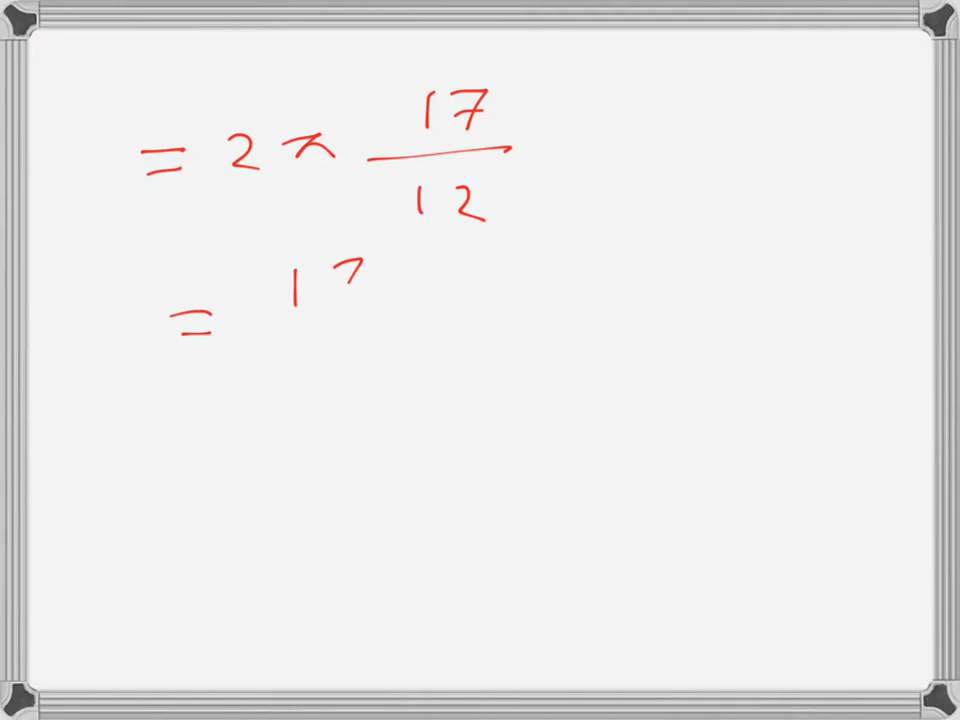 = 2 π 17/12
= 17